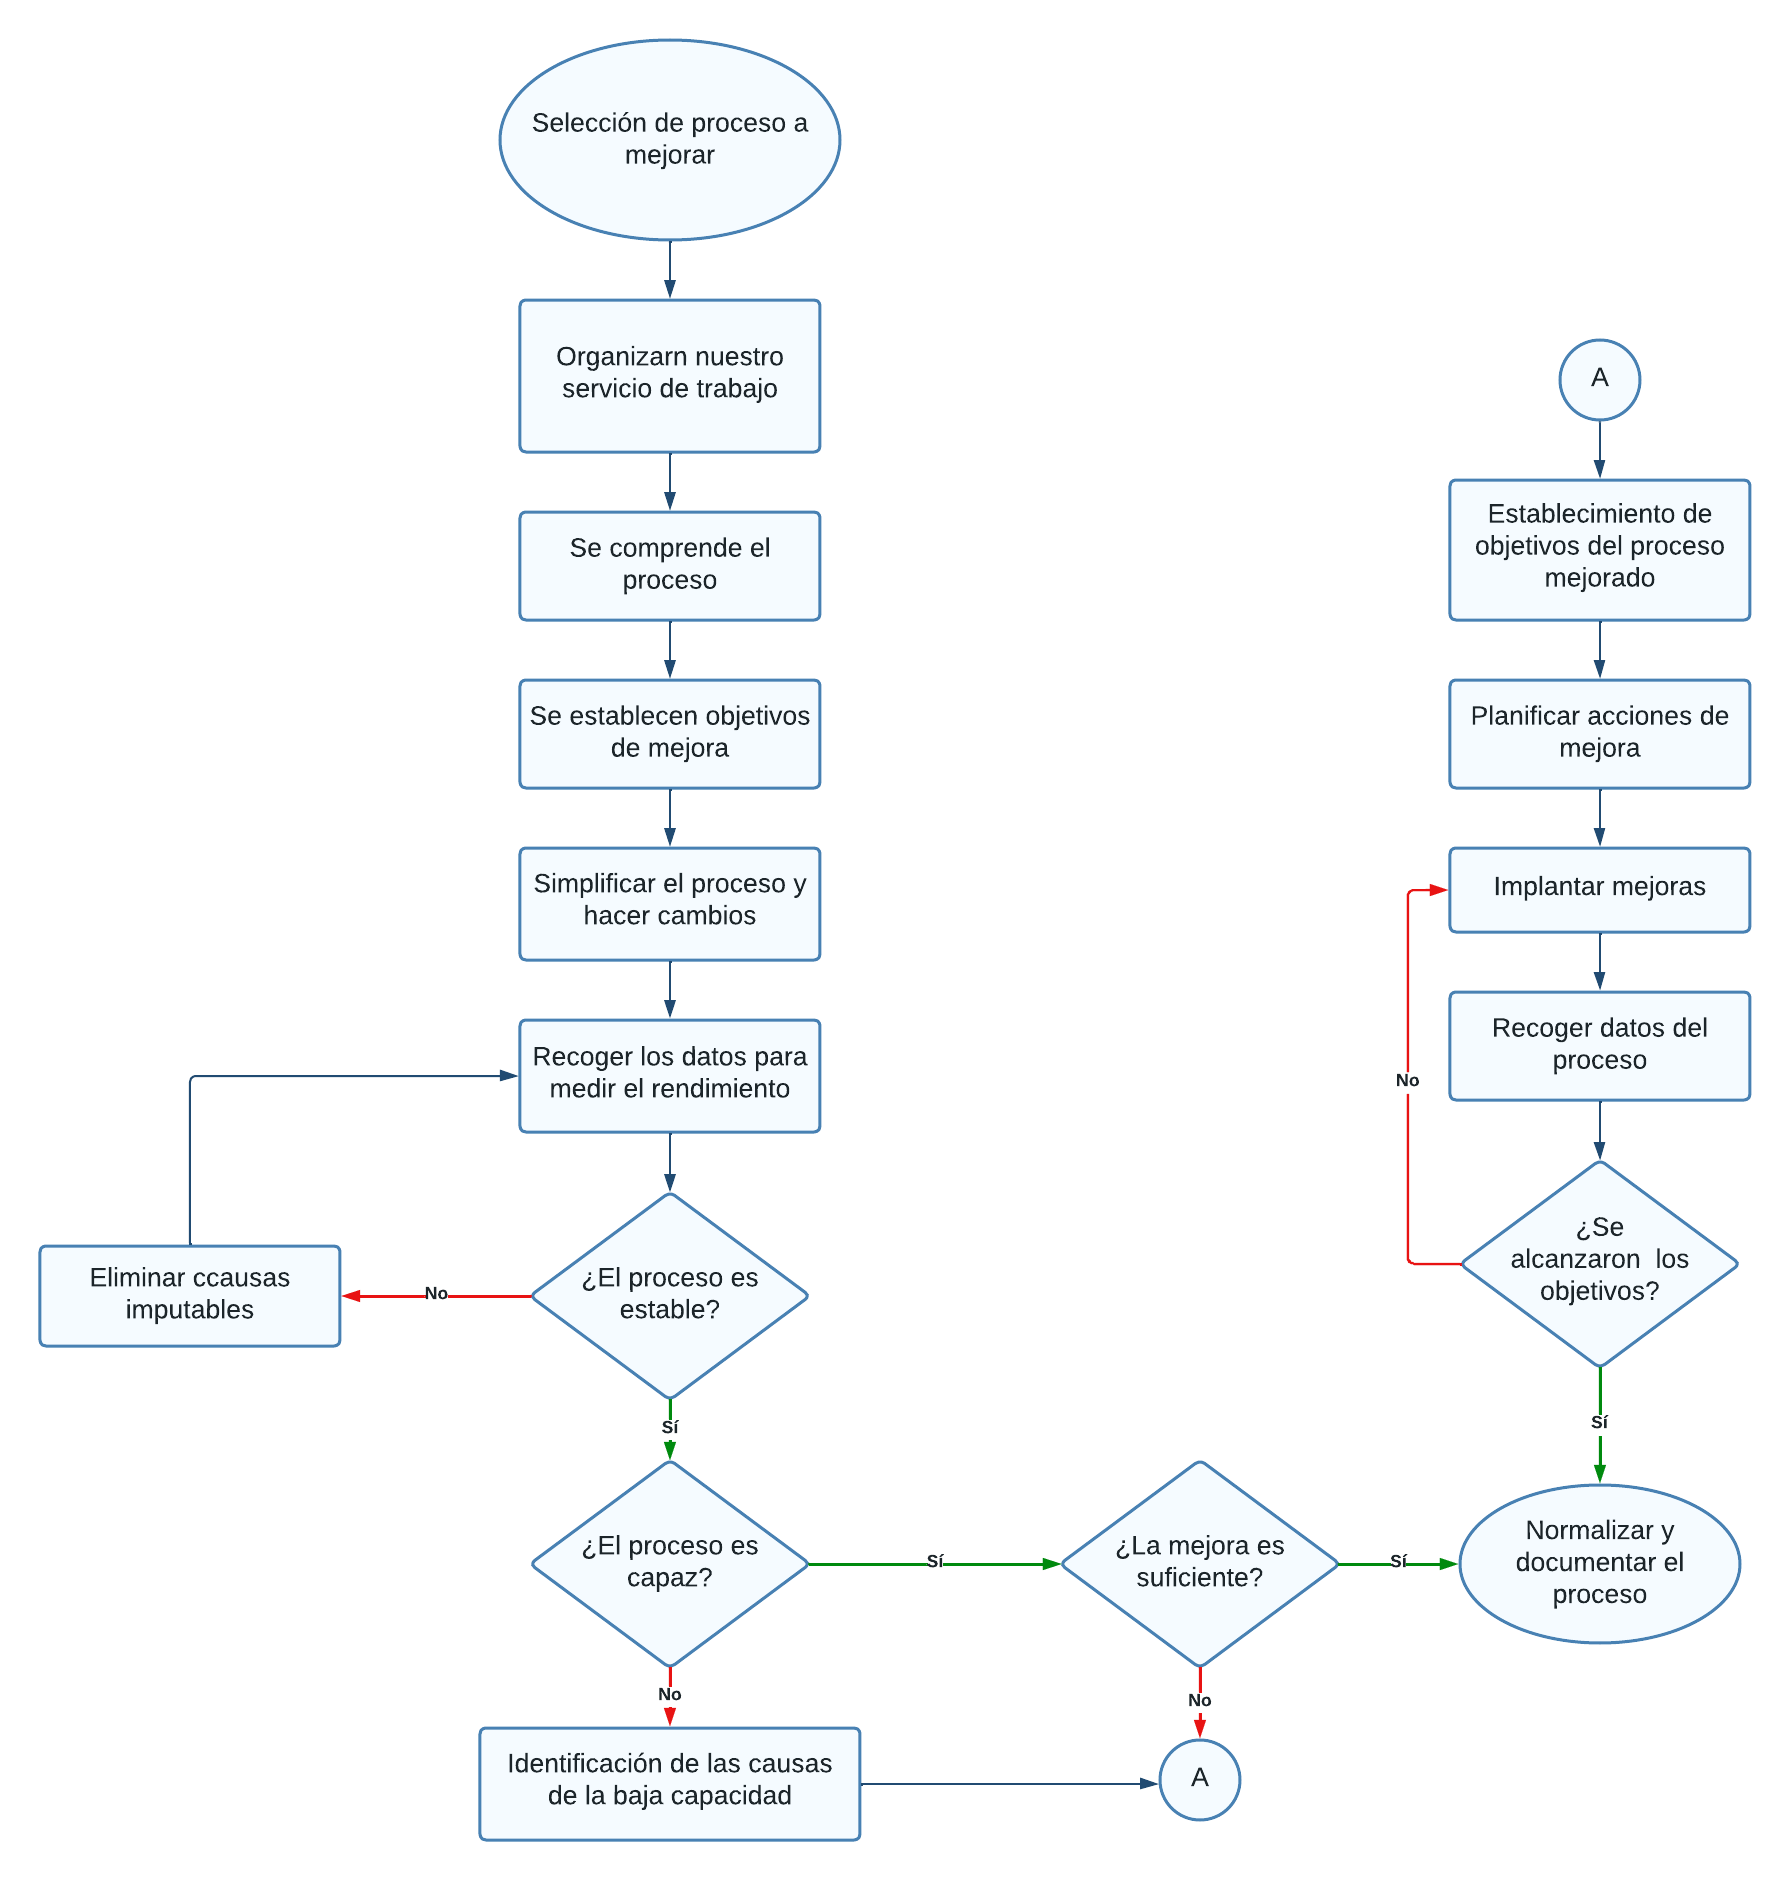 Selección de proceso a
mejorar
Organizarn nuestro
servicio de trabajo
Se comprende el
proceso
Se establecen objetivos
de mejora
Simplificar el proceso y
hacer cambios
Recoger los datos para
medir el rendimiento
Eliminar ccausas
imputables
No
¿El proceso es
estable?
Sí
¿El proceso es
capaz?
Sí
¿La mejora es
suficiente?
Sí
No
No
Identificación de las causas
de la baja capacidad
A
A
Establecimiento de
objetivos del proceso
mejorado
Planificar acciones de
mejora
Implantar mejoras
Recoger datos del
proceso
No
¿Se
alcanzaron  los
objetivos?
Sí
Normalizar y
documentar el
proceso